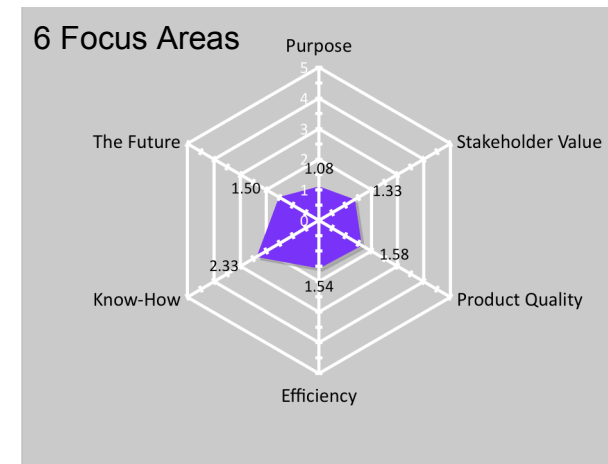 6 Focus Areas
Purpose
5
4
3
2
1.08
1
0
The Future
Stakeholder Value
1.50
1.33
2.33
1.58
Know-How
Product Quality
1.54
Efficiency